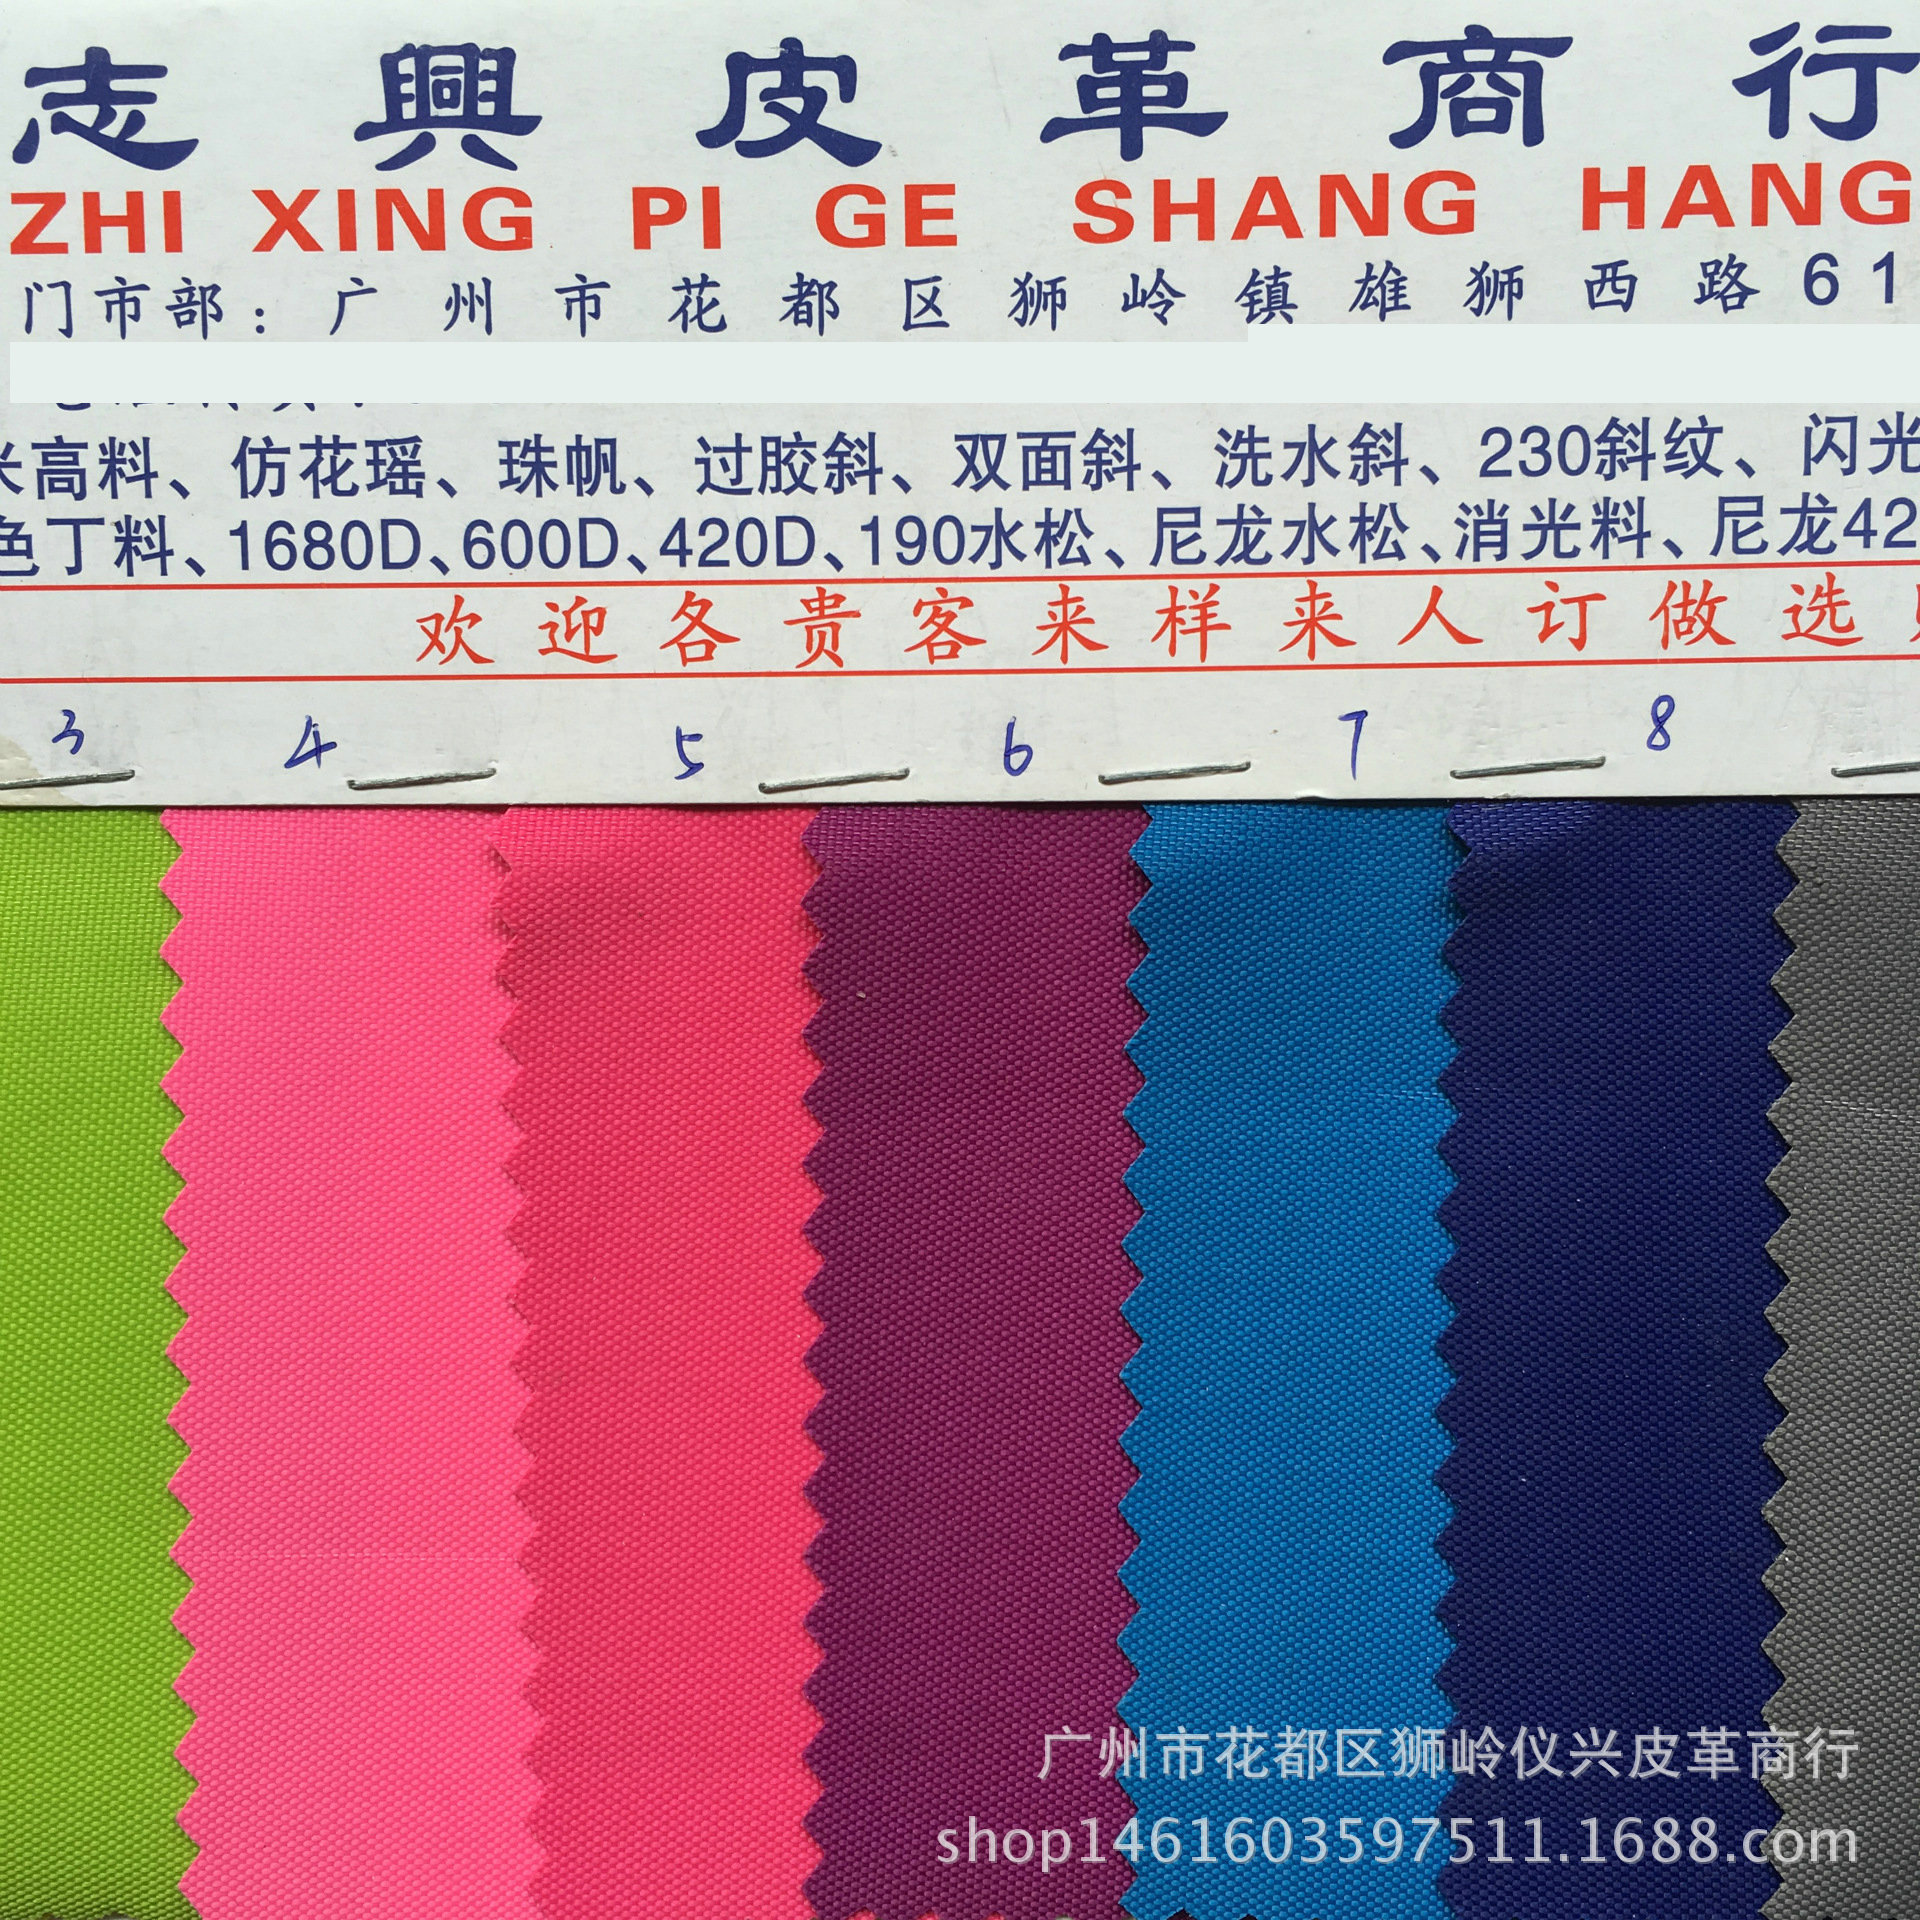 志興皮革商行
ZHI XING PI GE SHANG HANG
门市部：广州市花都区狮岭镇雄狮西路61
高料、仿花瑶、珠帆、过胶斜、双面斜、洗水斜、230斜纹、闪光
色丁料、1680D、600D、420D、190水松、尼龙水松、消光料、尼龙42
欢迎各贵客来样来人订做选
3 4 5 6 7 8
广州市花都区狮岭仪兴皮革商行
shop1461603597511.1688.com